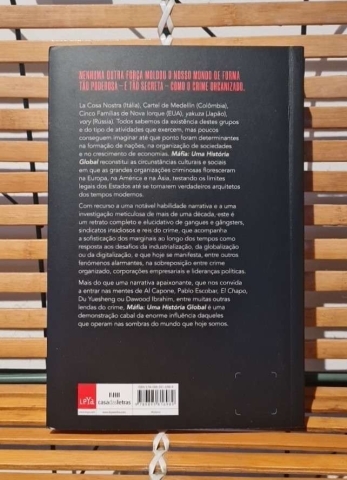 NENHUMA OUTRA FORÇA MOLDOU O NOSSO MUNDO DE FORMA
TÃO PODEROSA – E TÃO SECRETA – COMO O CRIME ORGANIZADO.
La Cosa Nostra (Itália), Cartel de Medellín (Colômbia),
Cinco Famílias de Nova Iorque (EUA), yakuza (Japão),
vory (Rússia). Todos sabemos da existência destes grupos
e do tipo de atividades que exercem, mas poucos
conseguem imaginar até que ponto foram determinantes
na formação de nações, na organização de sociedades
e no crescimento de economias. Máfia: Uma História
Global reconstitui as circunstâncias culturais e sociais
em que as grandes organizações criminosas floresceram
na Europa, na América e na Ásia, testando os limites
legais dos Estados até se tornarem verdadeiros arquitetos
dos tempos modernos.
Com recurso a uma notável habilidade narrativa e a uma
investigação meticulosa de mais de uma década, este é
um retrato completo e elucidativo de gangues e gângsters,
sindicatos insidiosos e reis do crime, que acompanha
a sofisticação dos marginais ao longo dos tempos como
resposta aos desafios da industrialização, da globalização
ou da digitalização, e que hoje se manifesta, entre outros
fenómenos alarmantes, na sobreposição entre crime
organizado, corporações empresariais e lideranças políticas.
Mais do que uma narrativa apaixonante, que nos convida
a entrar nas mentes de Al Capone, Pablo Escobar, El Chapo,
Du Yuesheng ou Dawood Ibrahim, entre muitas outras
lendas do crime, Máfia: Uma História Global é uma
demonstração cabal da enorme influência daqueles
que operam nas sombras do mundo que hoje somos.
LEYA
casadasletras